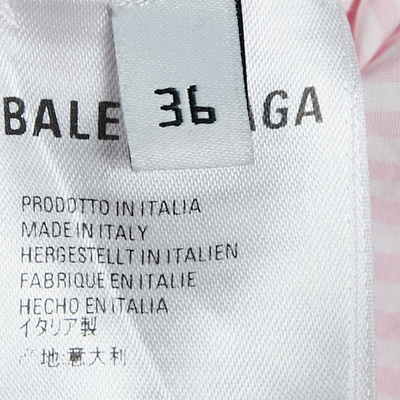 36
BALE AGA
PRODOTTO IN ITALIA
MADE IN ITALY
HERGESTELLT IN ITALIEN
FABRIQUE EN ITALIE
HECHO EN ITALIA
イタリア製
产地:意大利